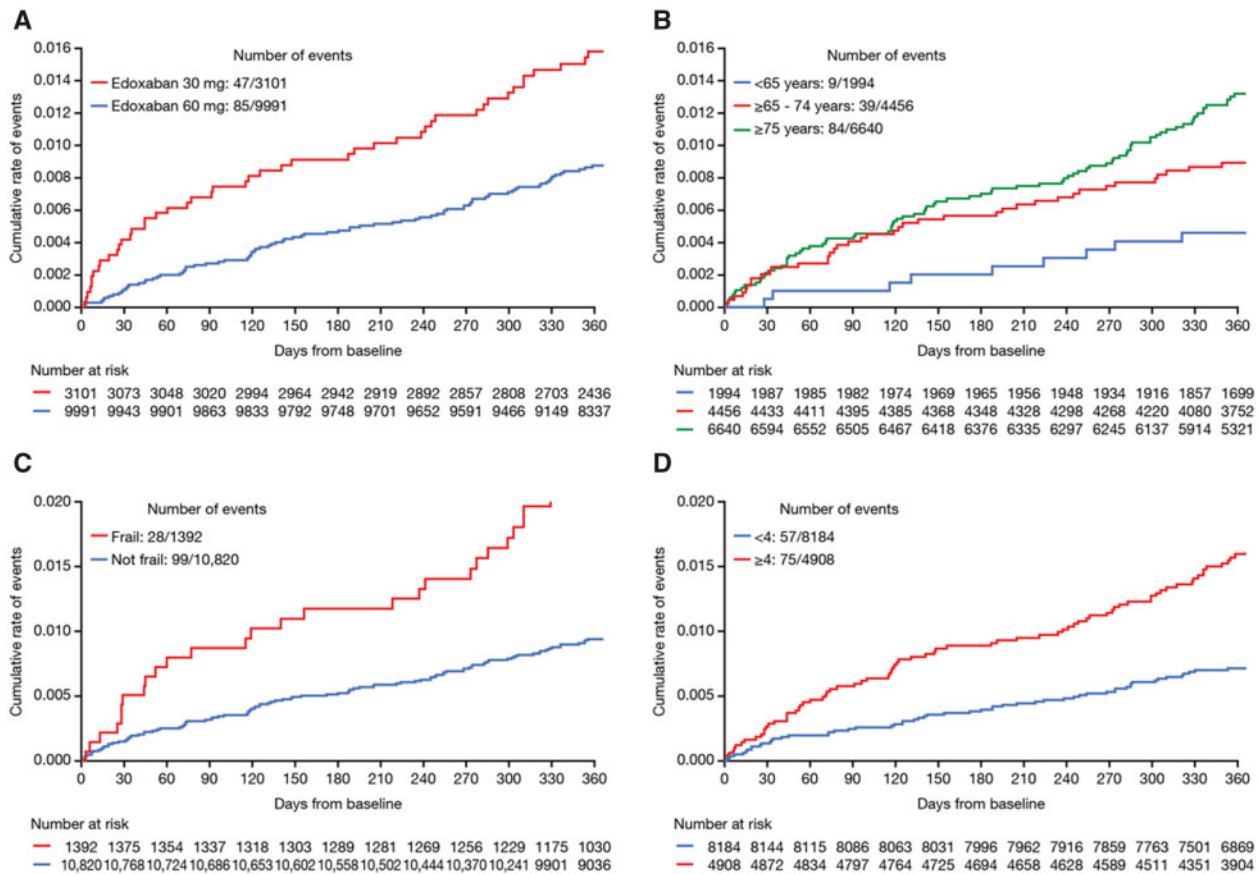 A
Number of events
Edoxaban 30 mg: 47/3101
Edoxaban 60 mg: 85/9991
Cumulative rate of events
0.016
0.014
0.012
0.010
0.008
0.006
0.004
0.002
0.000
0 30 60 90 120 150 180 210 240 270 300 330 360
Days from baseline
Number at risk
3101 3073 3048 3020 2994 2964 2942 2919 2892 2857 2808 2703 2436
9991 9943 9901 9863 9833 9792 9748 9701 9652 9591 9466 9149 8337
B
Number of events
<65 years: 9/1994
≥65 - 74 years: 39/4456
≥75 years: 84/6640
Cumulative rate of events
0.016
0.014
0.012
0.010
0.008
0.006
0.004
0.002
0.000
0 30 60 90 120 150 180 210 240 270 300 330 360
Days from baseline
Number at risk
1994 1987 1985 1982 1974 1969 1965 1956 1948 1934 1916 1857 1699
4456 4433 4411 4395 4385 4368 4348 4328 4298 4268 4220 4080 3752
6640 6594 6552 6505 6467 6418 6376 6335 6297 6245 6137 5914 5321
C
Number of events
Frail: 28/1392
Not frail: 99/10,820
Cumulative rate of events
0.020
0.015
0.010
0.005
0.000
0 30 60 90 120 150 180 210 240 270 300 330 360
Days from baseline
Number at risk
1392 1375 1354 1337 1318 1303 1289 1281 1269 1256 1229 1175 1030
10,820 10,768 10,724 10,686 10,653 10,602 10,558 10,502 10,444 10,370 10,241 9901 9036
D
Number of events
<4: 57/8184
≥4: 75/4908
Cumulative rate of events
0.020
0.015
0.010
0.005
0.000
0 30 60 90 120 150 180 210 240 270 300 330 360
Days from baseline
Number at risk
8184 8144 8115 8086 8063 8031 7996 7962 7916 7859 7763 7501 6869
4908 4872 4834 4797 4764 4725 4694 4658 4628 4589 4511 4351 3904